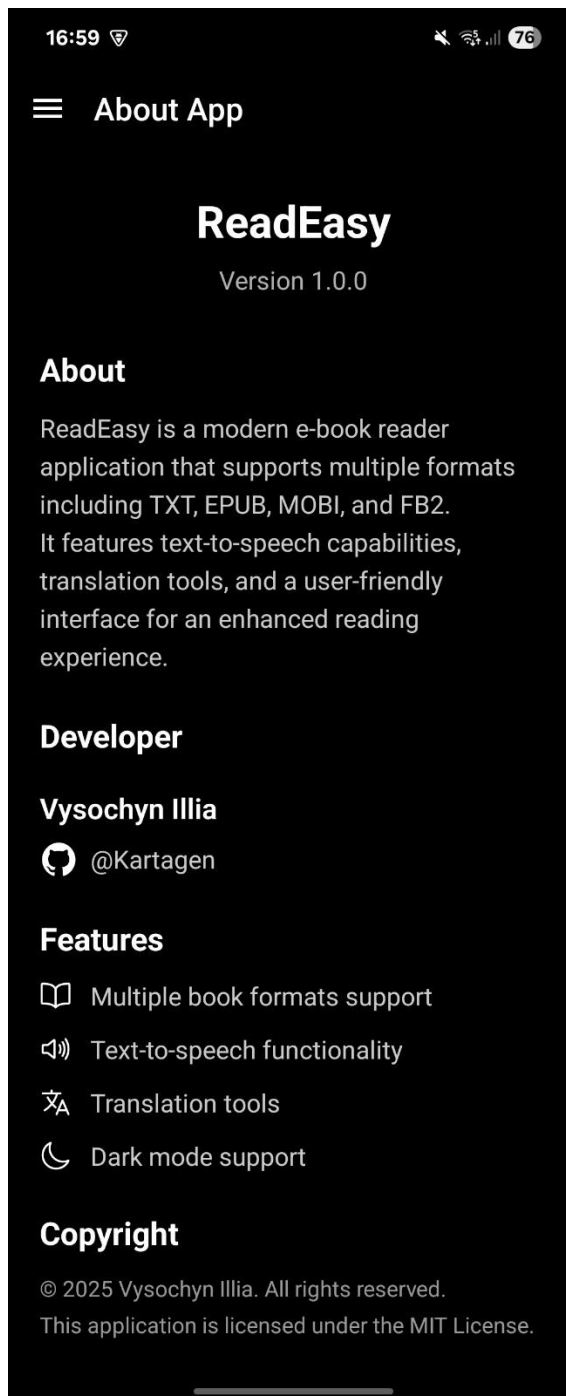 16:59
76
About App
ReadEasy
Version 1.0.0
About
ReadEasy is a modern e-book reader
application that supports multiple formats
including TXT, EPUB, MOBI, and FB2.
It features text-to-speech capabilities,
translation tools, and a user-friendly
interface for an enhanced reading
experience.
Developer
Vysochyn Illia
@Kartagen
Features
Multiple book formats support
Text-to-speech functionality
Translation tools
Dark mode support
Copyright
© 2025 Vysochyn Illia. All rights reserved.
This application is licensed under the MIT License.